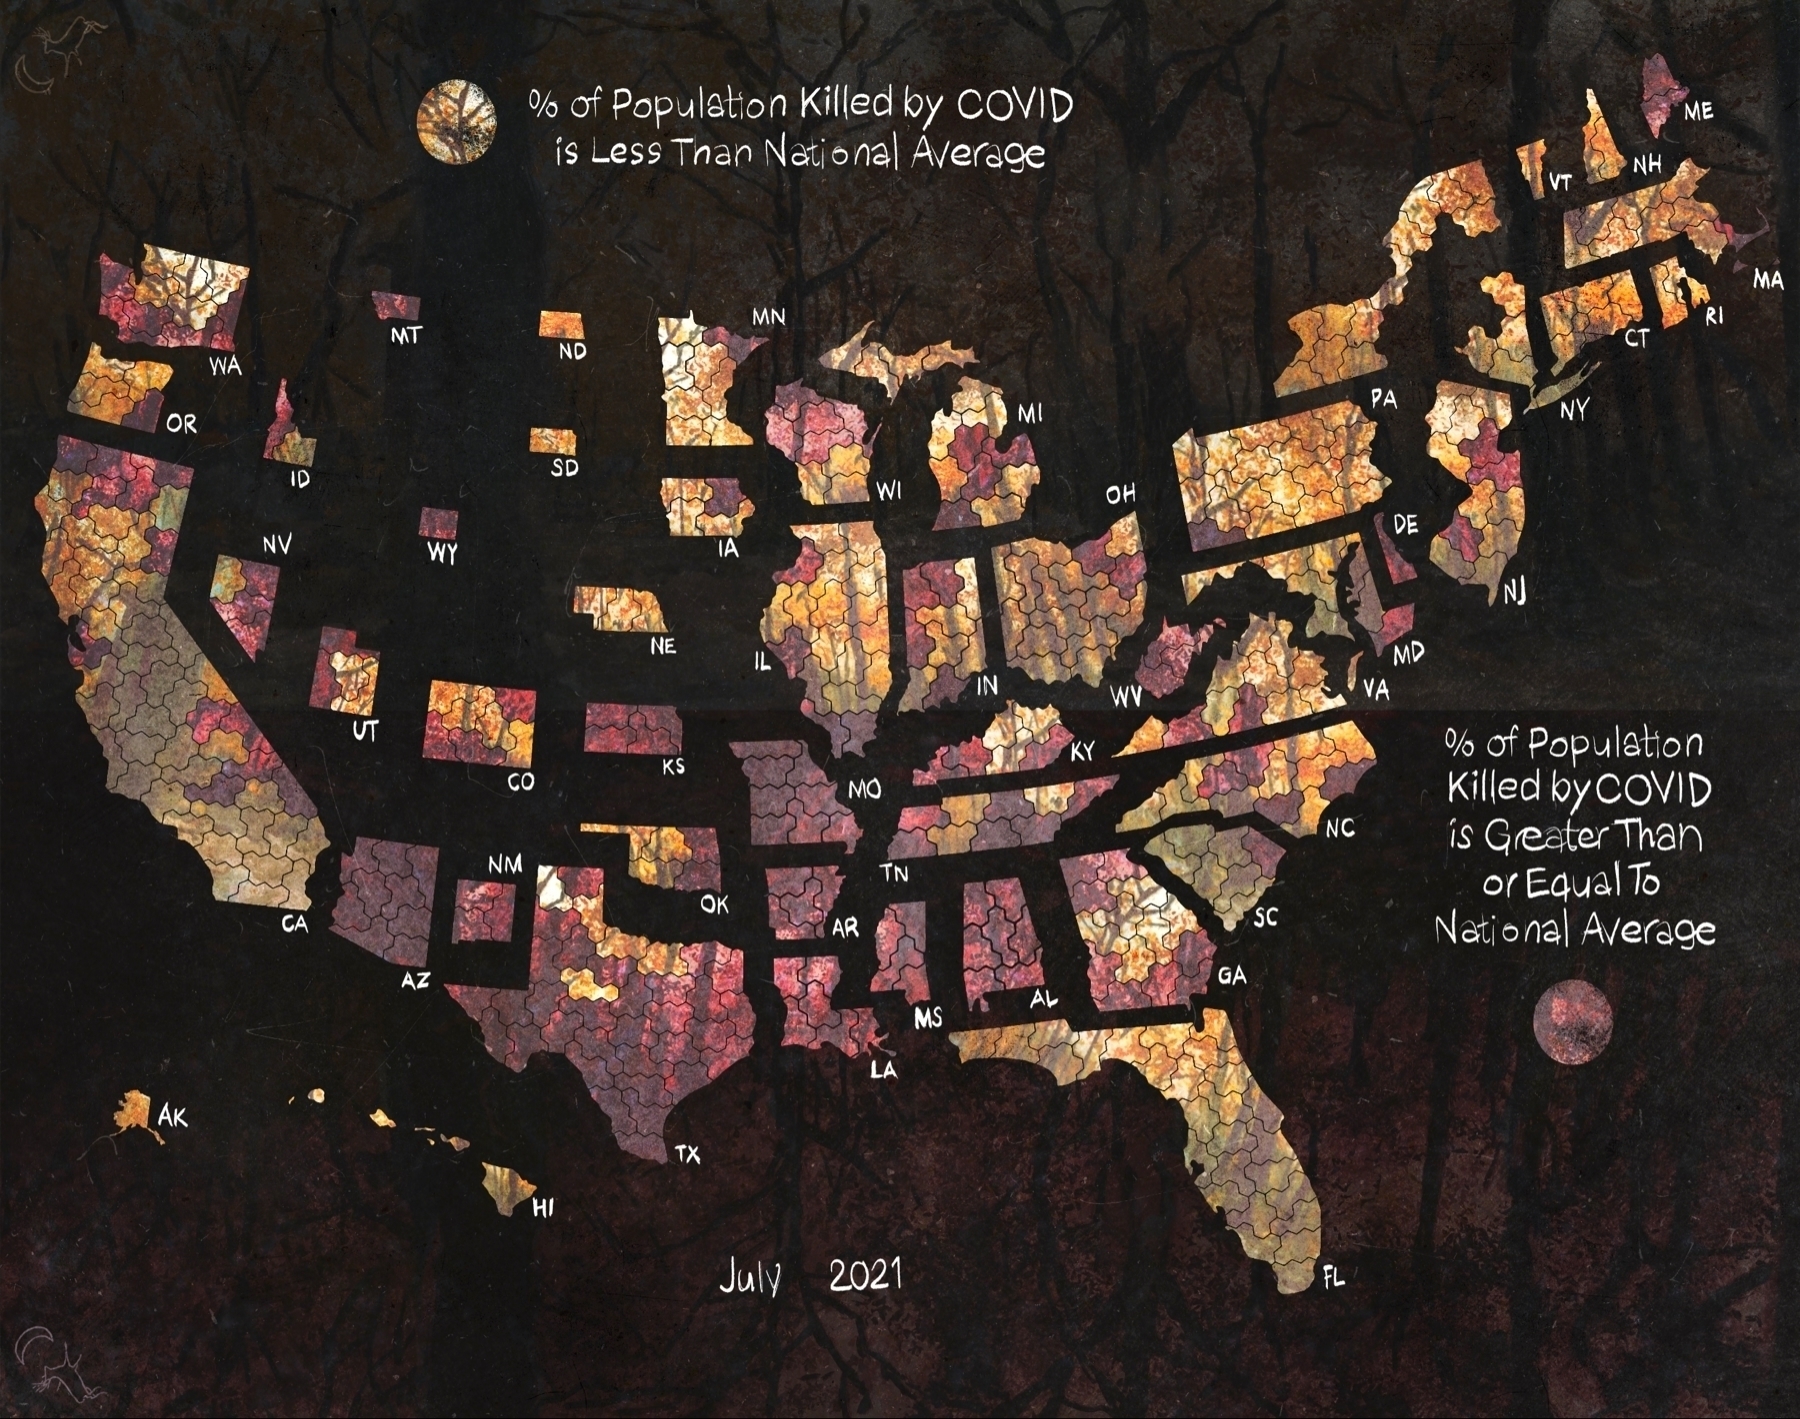 % of Population Killed by COVID
is Less Than National Average
ME
NH
VT
MA
RI
CT
NY
PA
MN
MT
ND
WA
OR
MI
ID
SD
WI
OH
DE
NV
WY
IA
NJ
NE
IL
IN
WV
MD
VA
UT
CO
KS
KY
MO
NC
% of Population
Killed by COVID
is Greater Than
or Equal To
National Average
CA
NM
AZ
OK
TN
AR
SC
GA
AL
MS
LA
TX
AK
HI
FL
July 2021